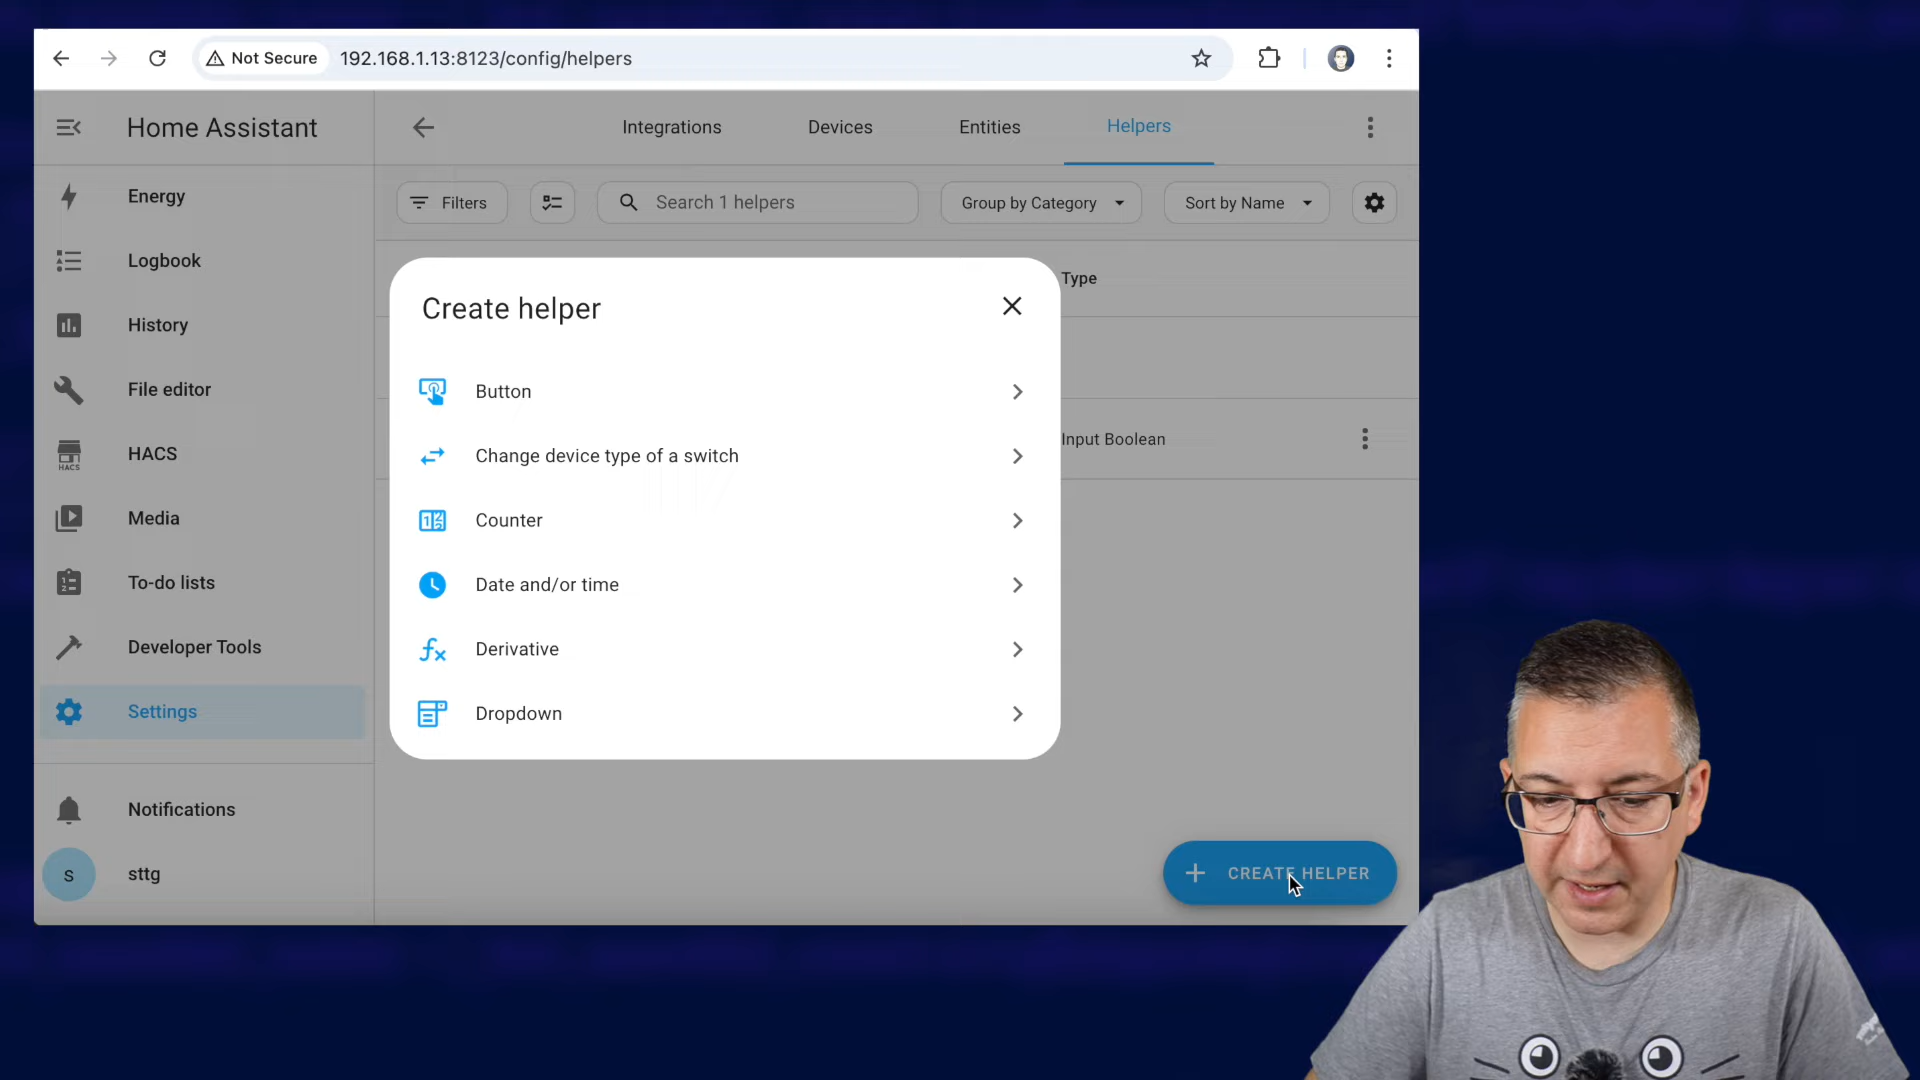 Not Secure 192.168.1.13:8123/config/helpers
Home Assistant
Integrations Devices Entities Helpers
Energy
Logbook
History
File editor
HACS
HACS
Media
To-do lists
Developer Tools
Settings
Notifications
s sttg
Filters Search 1 helpers Group by Category Sort by Name
Type
Input Boolean
Create helper
Button
Change device type of a switch
Counter
Date and/or time
Derivative
Dropdown
CREATE HELPER